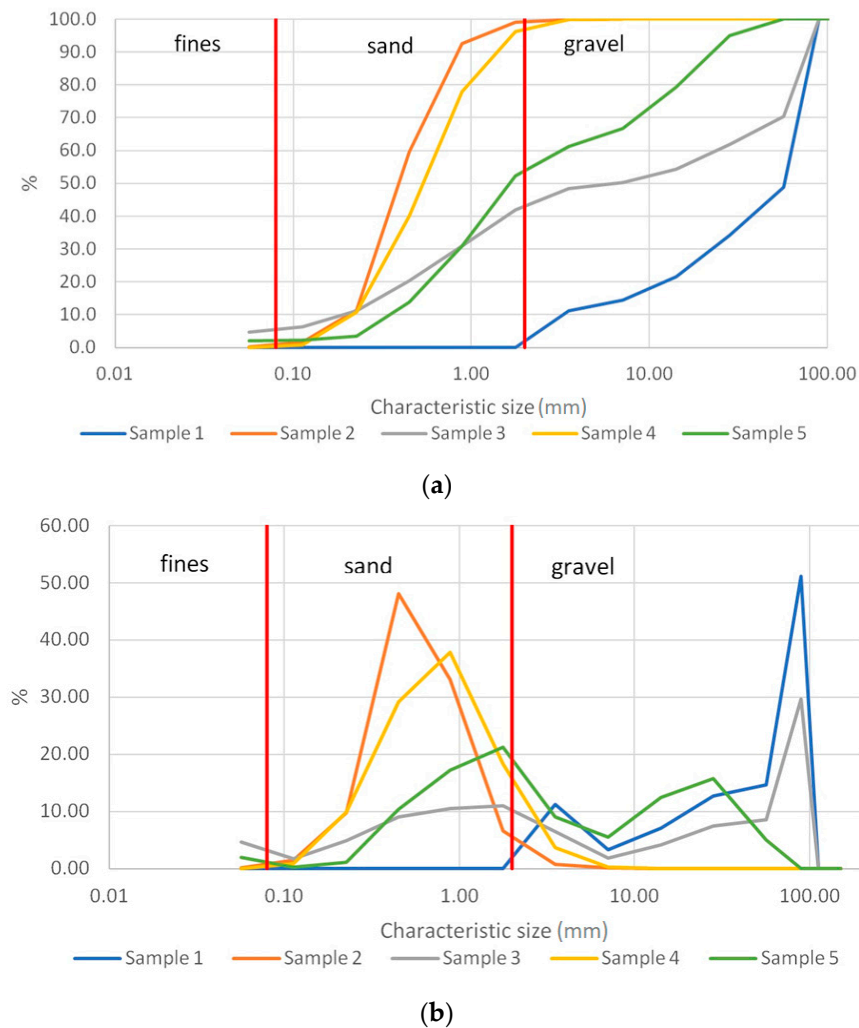 100.0
90.0
80.0
70.0
60.0
50.0
40.0
30.0
20.0
10.0
0.0
%
fines sand gravel
0.01 0.10 1.00 10.00 100.00
Characteristic size (mm)
Sample 1 Sample 2 Sample 3 Sample 4 Sample 5
(a)
60.00
50.00
40.00
30.00
20.00
10.00
0.00
%
fines sand gravel
0.01 0.10 1.00 10.00 100.00
Characteristic size (mm)
Sample 1 Sample 2 Sample 3 Sample 4 Sample 5
(b)